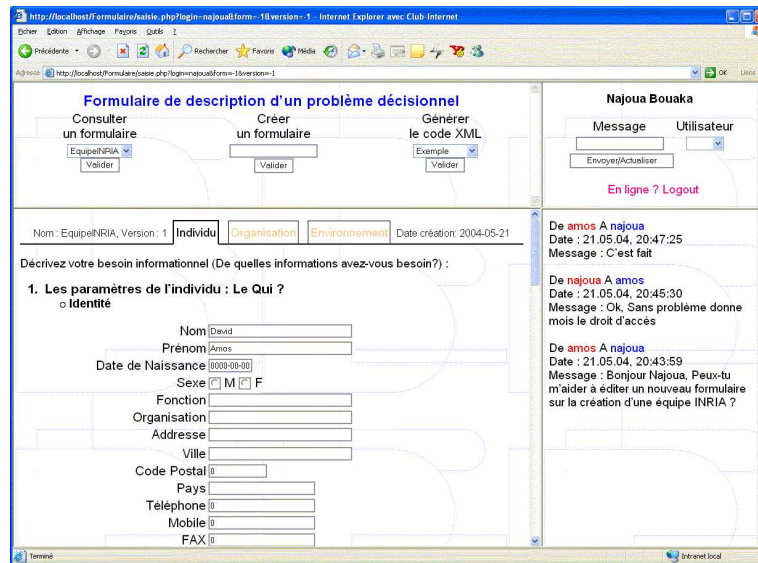 http://localhost/Formulaire/saisie.php?login=najoua&form=-1&version=-1 - Internet Explorer avec Club-Internet
Fichier Edition Affichage Favoris Outils ?
Précédente Rechercher Favoris Média
Adresse http://localhost/Formulaire/saisie.php?login=najoua&form=-1&version=-1 OK Liens
Formulaire de description d'un problème décisionnel
Consulter un formulaire
EquipeINRIA
Valider
Créer un formulaire
Valider
Générer le code XML
Exemple
Valider
Najoua Bouaka
Message Utilisateur
Envoyer/Actualiser
En ligne ? Logout
Nom : EquipeINRIA, Version : 1 Individu Organisation Environnement Date création: 2004-05-21
Décrivez votre besoin informationnel (De quelles informations avez-vous besoin?) :
1. Les paramètres de l'individu : Le Qui ?
o Identité
Nom David
Prénom Amos
Date de Naissance 0000-00-00
Sexe M F
Fonction
Organisation
Addresse
Ville
Code Postal 0
Pays
Téléphone 0
Mobile 0
FAX 0
De amos A najoua
Date : 21.05.04, 20:47:25
Message : C'est fait
De najoua A amos
Date : 21.05.04, 20:45:30
Message : Ok, Sans problème donne
mois le droit d'accès
De amos A najoua
Date : 21.05.04, 20:43:59
Message : Bonjour Najoua, Peux-tu
m'aider à éditer un nouveau formulaire
sur la création d'une équipe INRIA ?
Terminé
Intranet local